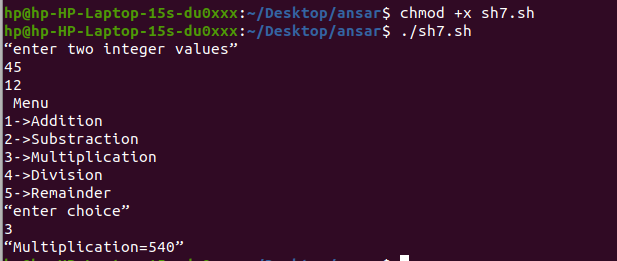 hp@hp-HP-Laptop-15s-du0xxx:~/Desktop/ansar$ chmod +x sh7.sh
hp@hp-HP-Laptop-15s-du0xxx:~/Desktop/ansar$ ./sh7.sh
“enter two integer values”
45
12
 Menu
1->Addition
2->Substraction
3->Multiplication
4->Division
5->Remainder
“enter choice”
3
“Multiplication=540”